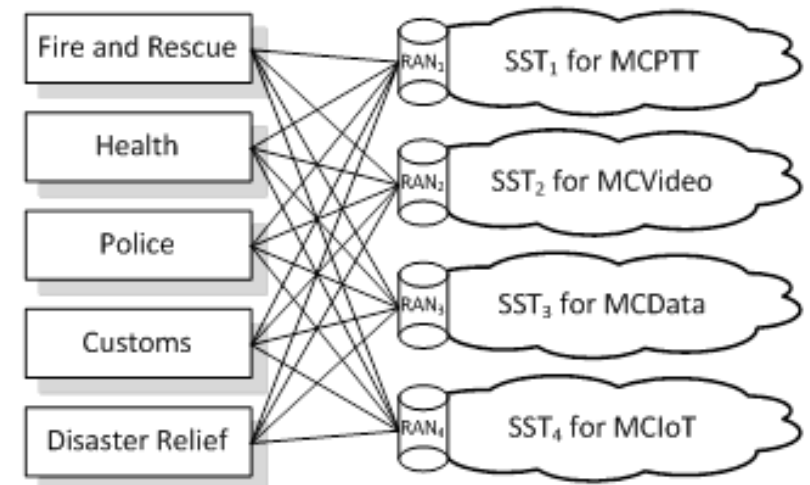 Fire and Rescue
Health
Police
Customs
Disaster Relief
RAN₁
SST₁ for MCPTT
RAN₂
SST₂ for MCVideo
RAN₃
SST₃ for MCData
RAN₄
SST₄ for MCIoT